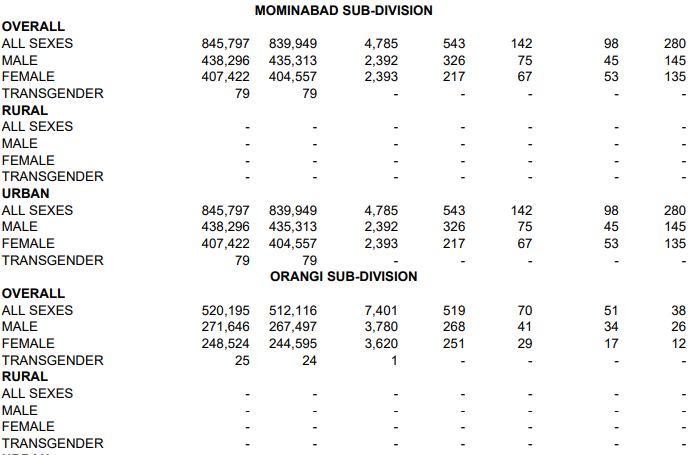 MOMINABAD SUB-DIVISION
OVERALL
ALL SEXES 845,797 839,949 4,785 543 142 98 280
MALE 438,296 435,313 2,392 326 75 45 145
FEMALE 407,422 404,557 2,393 217 67 53 135
TRANSGENDER 79 79 - - - - -
RURAL
ALL SEXES - - - - - - -
MALE - - - - - - -
FEMALE - - - - - - -
TRANSGENDER - - - - - - -
URBAN
ALL SEXES 845,797 839,949 4,785 543 142 98 280
MALE 438,296 435,313 2,392 326 75 45 145
FEMALE 407,422 404,557 2,393 217 67 53 135
TRANSGENDER 79 79 - - - - -
ORANGI SUB-DIVISION
OVERALL
ALL SEXES 520,195 512,116 7,401 519 70 51 38
MALE 271,646 267,497 3,780 268 41 34 26
FEMALE 248,524 244,595 3,620 251 29 17 12
TRANSGENDER 25 24 1 - - - -
RURAL
ALL SEXES - - - - - - -
MALE - - - - - - -
FEMALE - - - - - - -
TRANSGENDER - - - - - - -